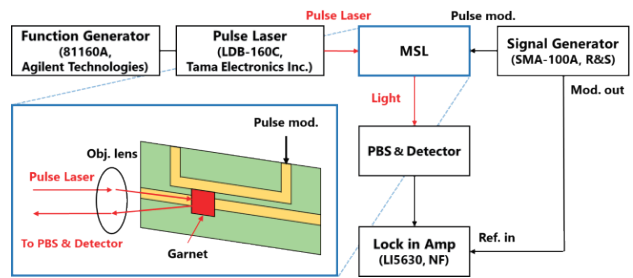 Pulse Laser
Pulse mod.
Function Generator
(81160A,
Agilent Technologies)
Pulse Laser
(LDB-160C,
Tama Electronics Inc.)
MSL
Signal Generator
(SMA-100A, R&S)
Light
Mod. out
Pulse mod.
Obj. lens
Pulse Laser
To PBS & Detector
Garnet
PBS & Detector
Lock in Amp
(LI5630, NF)
Ref. in